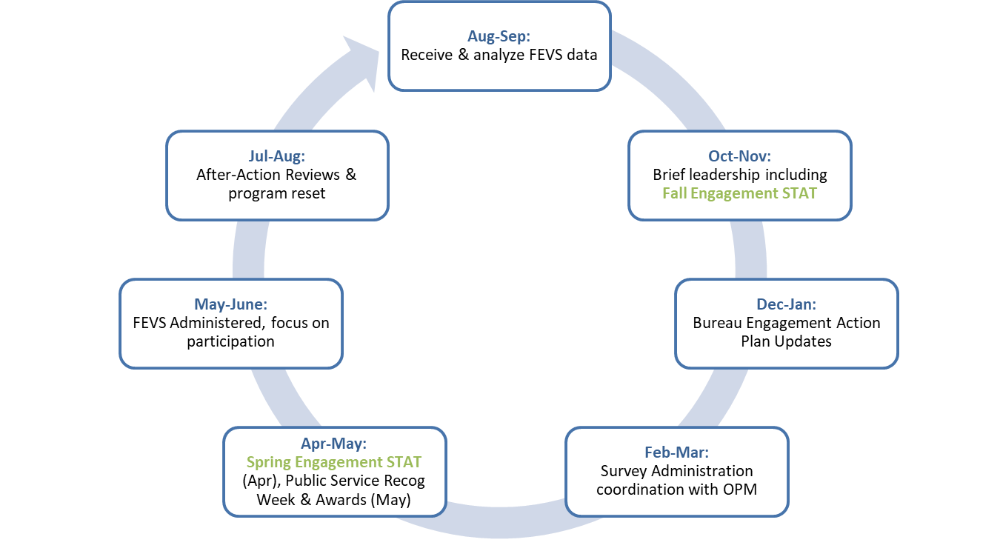 Aug-Sep:
Receive & analyze FEVS data
Oct-Nov:
Brief leadership including
Fall Engagement STAT
Dec-Jan:
Bureau Engagement Action
Plan Updates
Feb-Mar:
Survey Administration
coordination with OPM
Apr-May:
Spring Engagement STAT
(Apr), Public Service Recog
Week & Awards (May)
May-June:
FEVS Administered, focus on
participation
Jul-Aug:
After-Action Reviews &
program reset